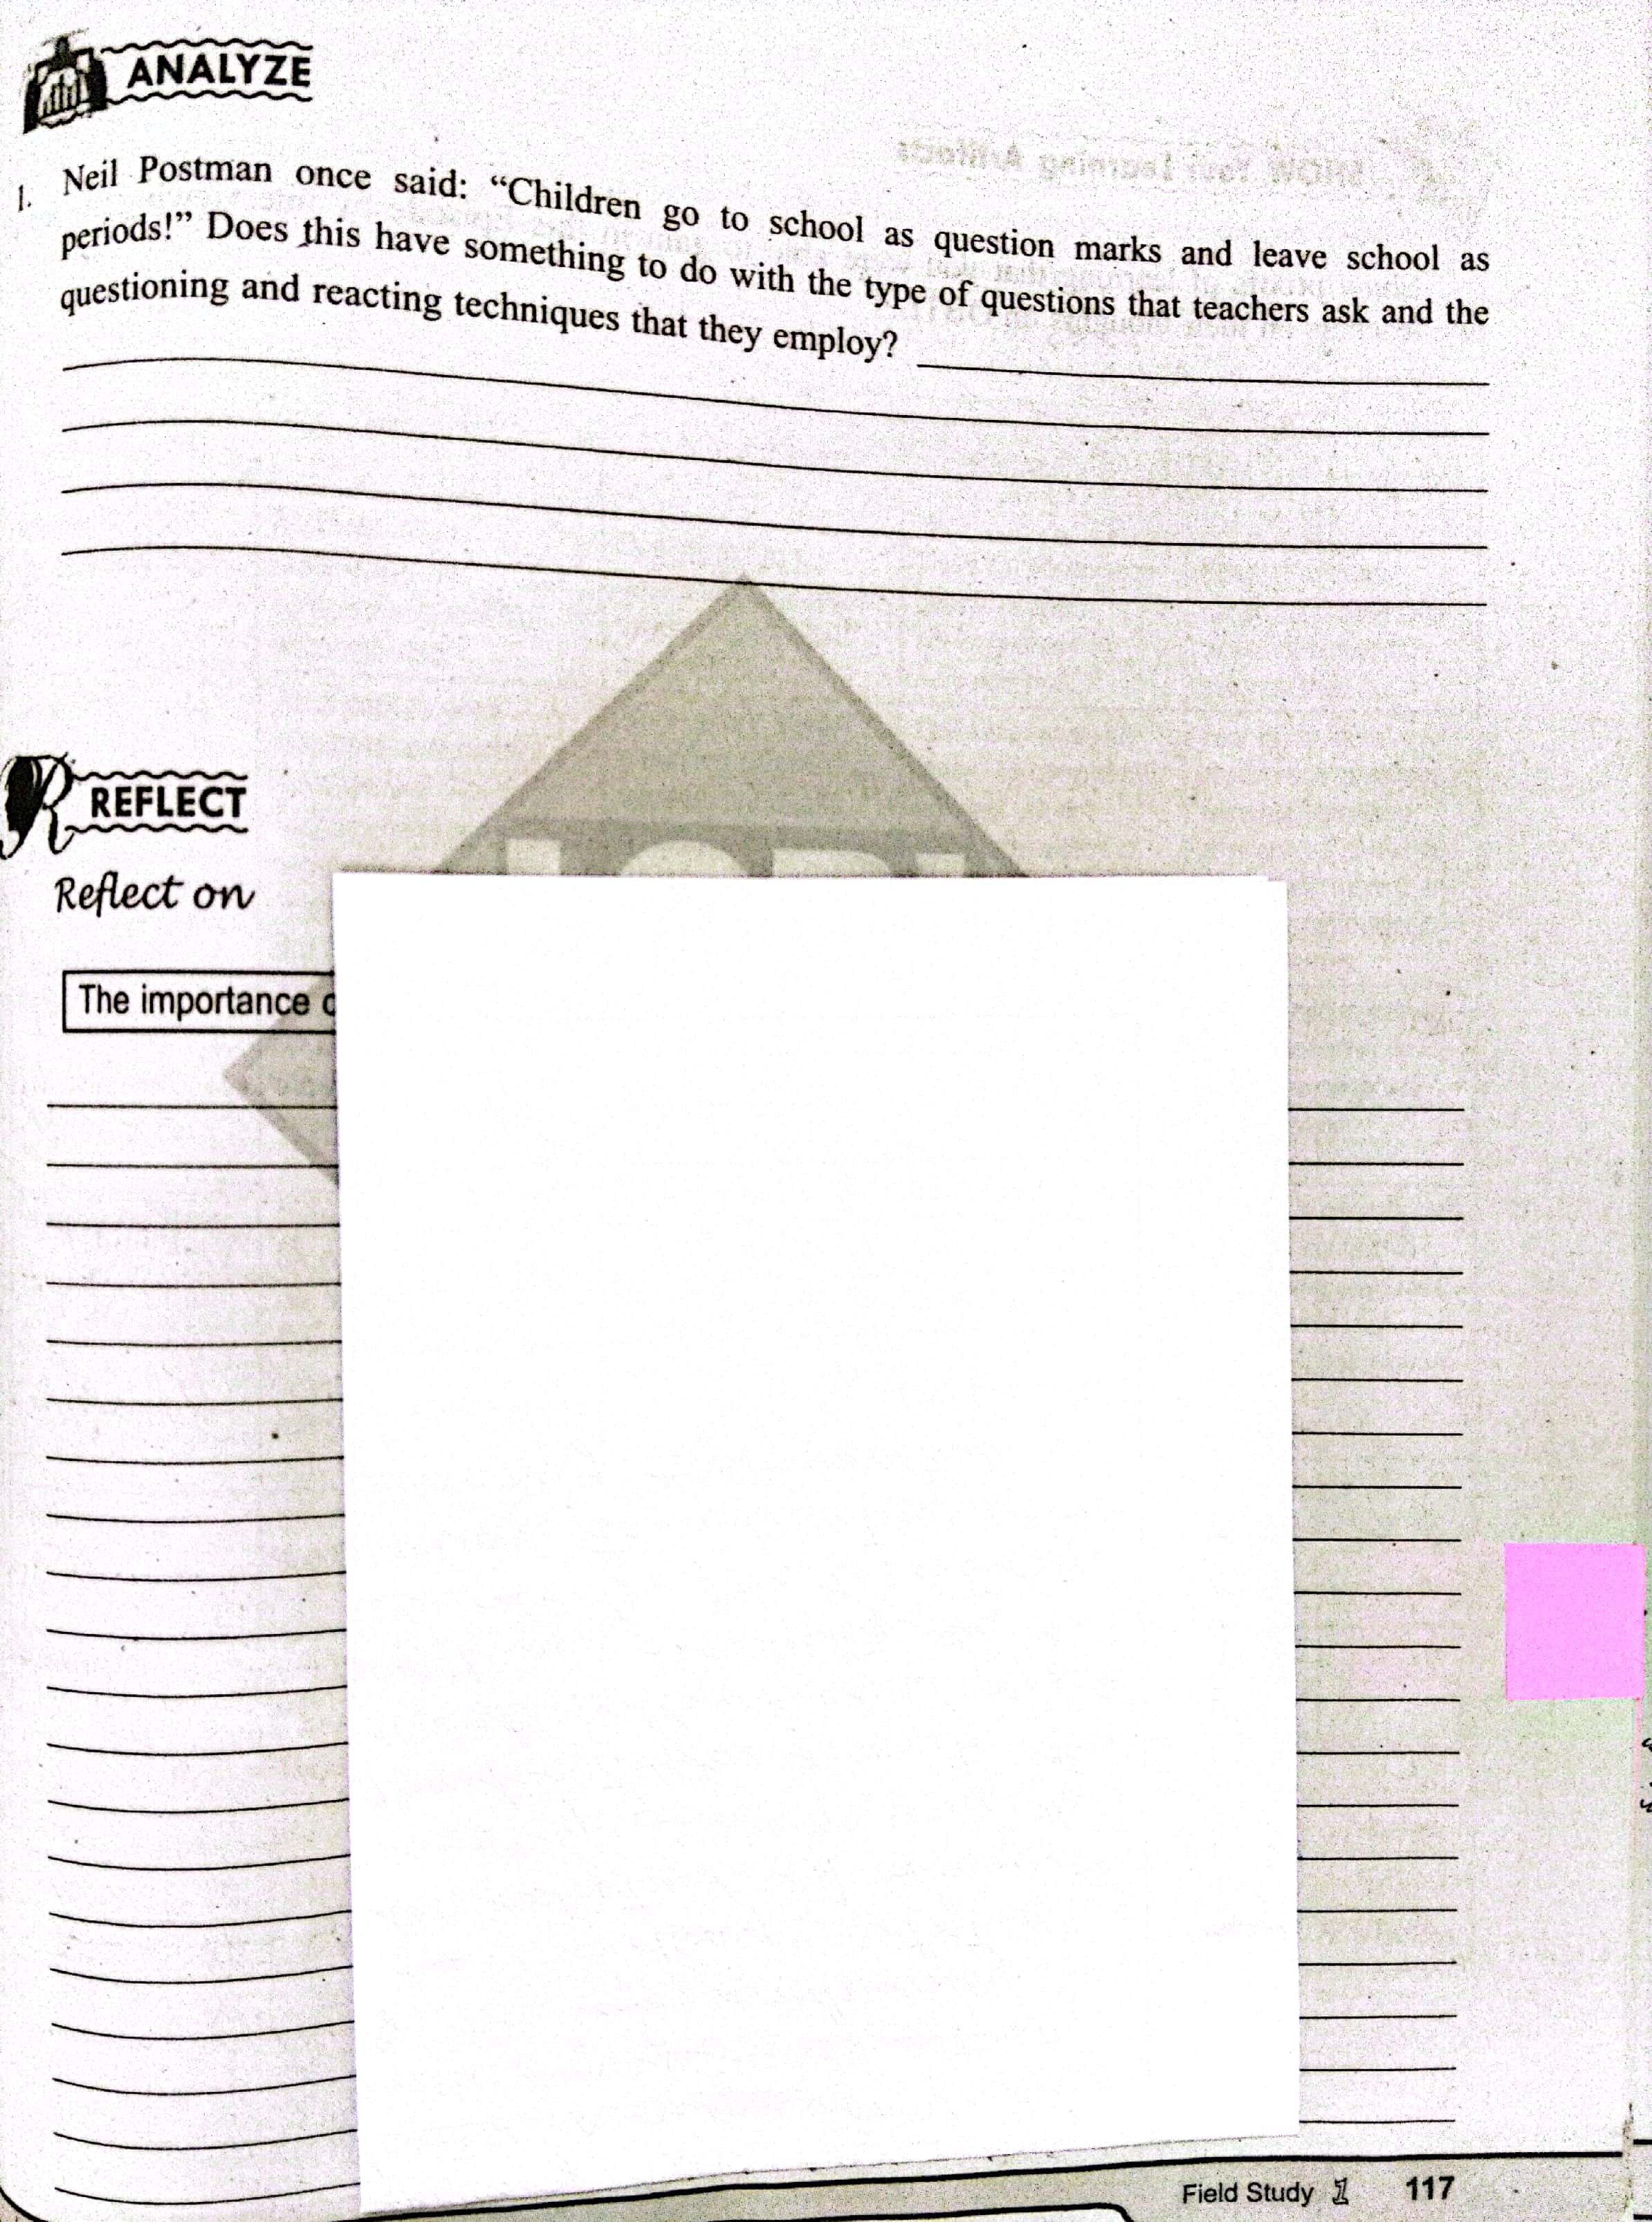 ANALYZE
1. Neil Postman once said: “Children go to school as question marks and leave school as
periods!” Does this have something to do with the type of questions that teachers ask and the
questioning and reacting techniques that they employ?
REFLECT
Reflect on
The importance
Field Study 1 117